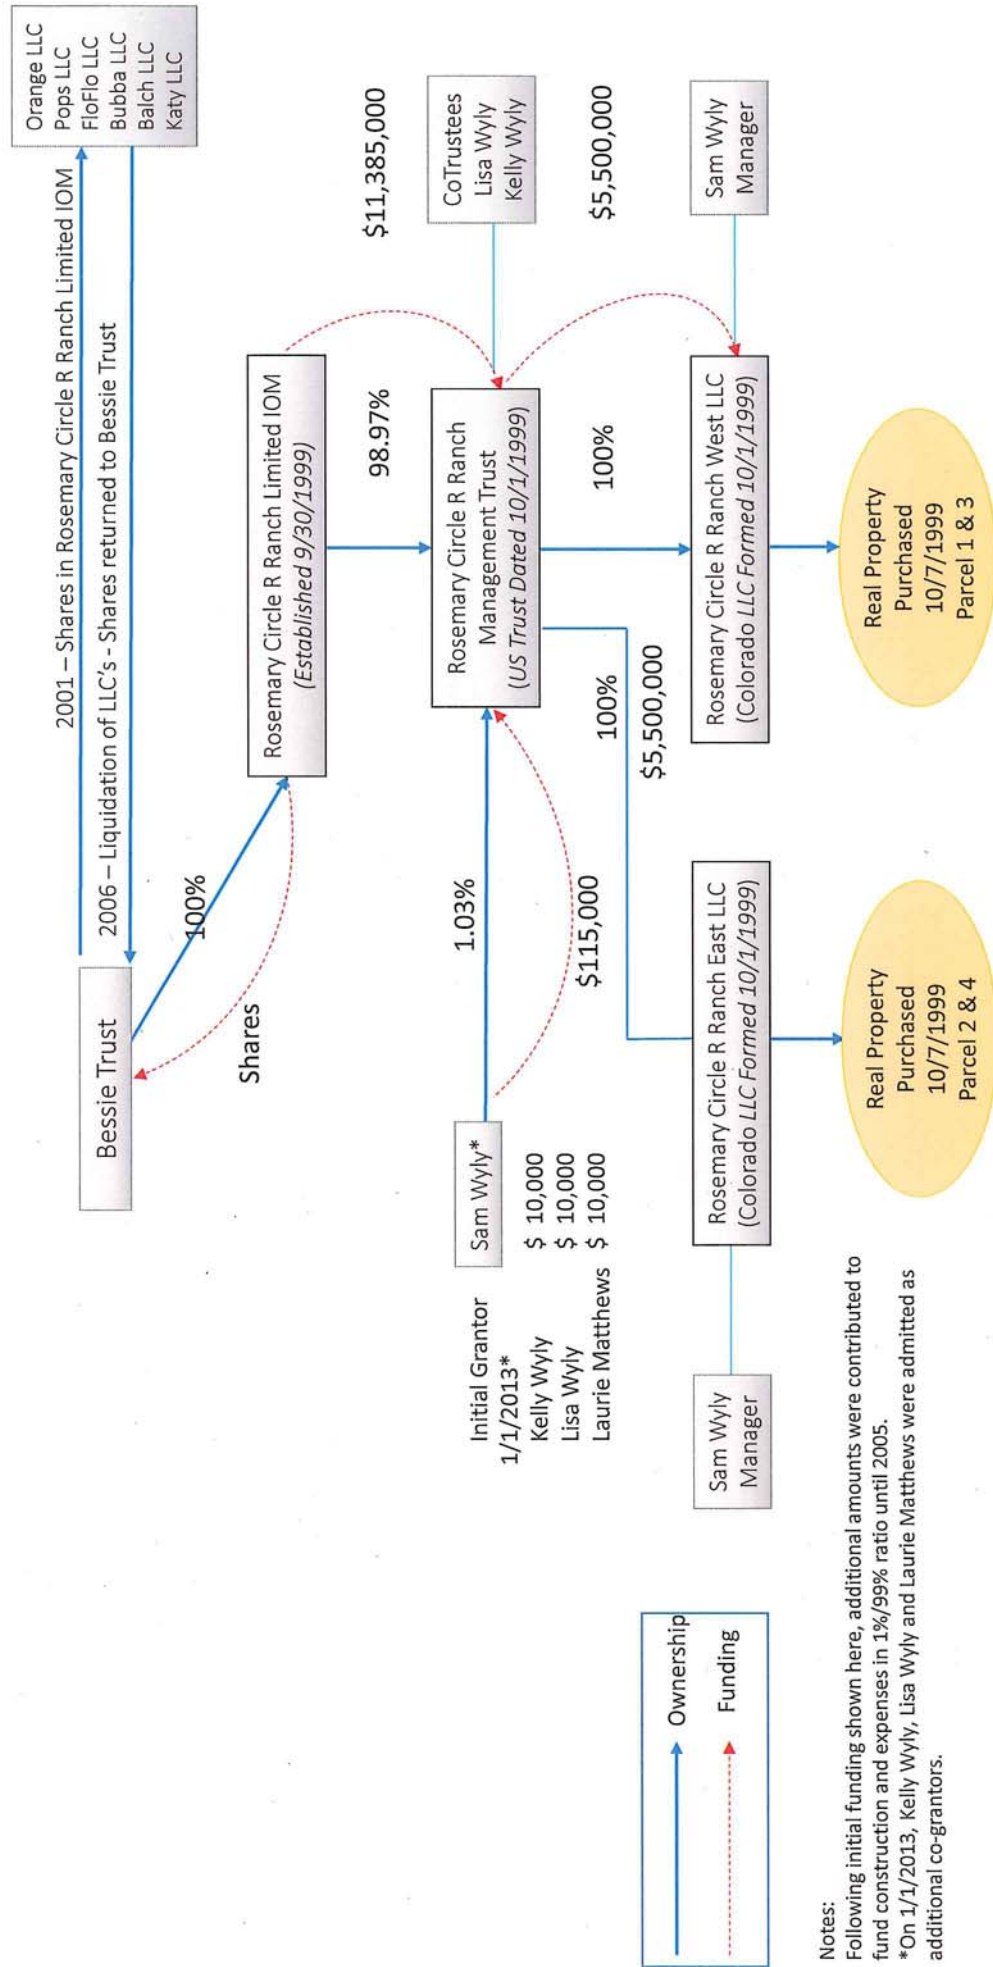 Orange LLC
Pops LLC
FloFlo LLC
Bubba LLC
Balch LLC
Katy LLC
2001 – Shares in Rosemary Circle R Ranch Limited IOM
2006 – Liquidation of LLC's - Shares returned to Bessie Trust
Bessie Trust
100%
Shares
Rosemary Circle R Ranch Limited IOM
(Established 9/30/1999)
98.97%
$11,385,000
Sam Wyly*
1.03%
$115,000
Rosemary Circle R Ranch
Management Trust
(US Trust Dated 10/1/1999)
CoTrustees
Lisa Wyly
Kelly Wyly
Initial Grantor
1/1/2013*
Kelly Wyly $ 10,000
Lisa Wyly $ 10,000
Laurie Matthews $ 10,000
100%
$5,500,000
100%
$5,500,000
Sam Wyly
Manager
Rosemary Circle R Ranch East LLC
(Colorado LLC Formed 10/1/1999)
Rosemary Circle R Ranch West LLC
(Colorado LLC Formed 10/1/1999)
Sam Wyly
Manager
Real Property
Purchased
10/7/1999
Parcel 2 & 4
Real Property
Purchased
10/7/1999
Parcel 1 & 3
Ownership
Funding
Notes:
Following initial funding shown here, additional amounts were contributed to
fund construction and expenses in 1%/99% ratio until 2005.
*On 1/1/2013, Kelly Wyly, Lisa Wyly and Laurie Matthews were admitted as
additional co-grantors.